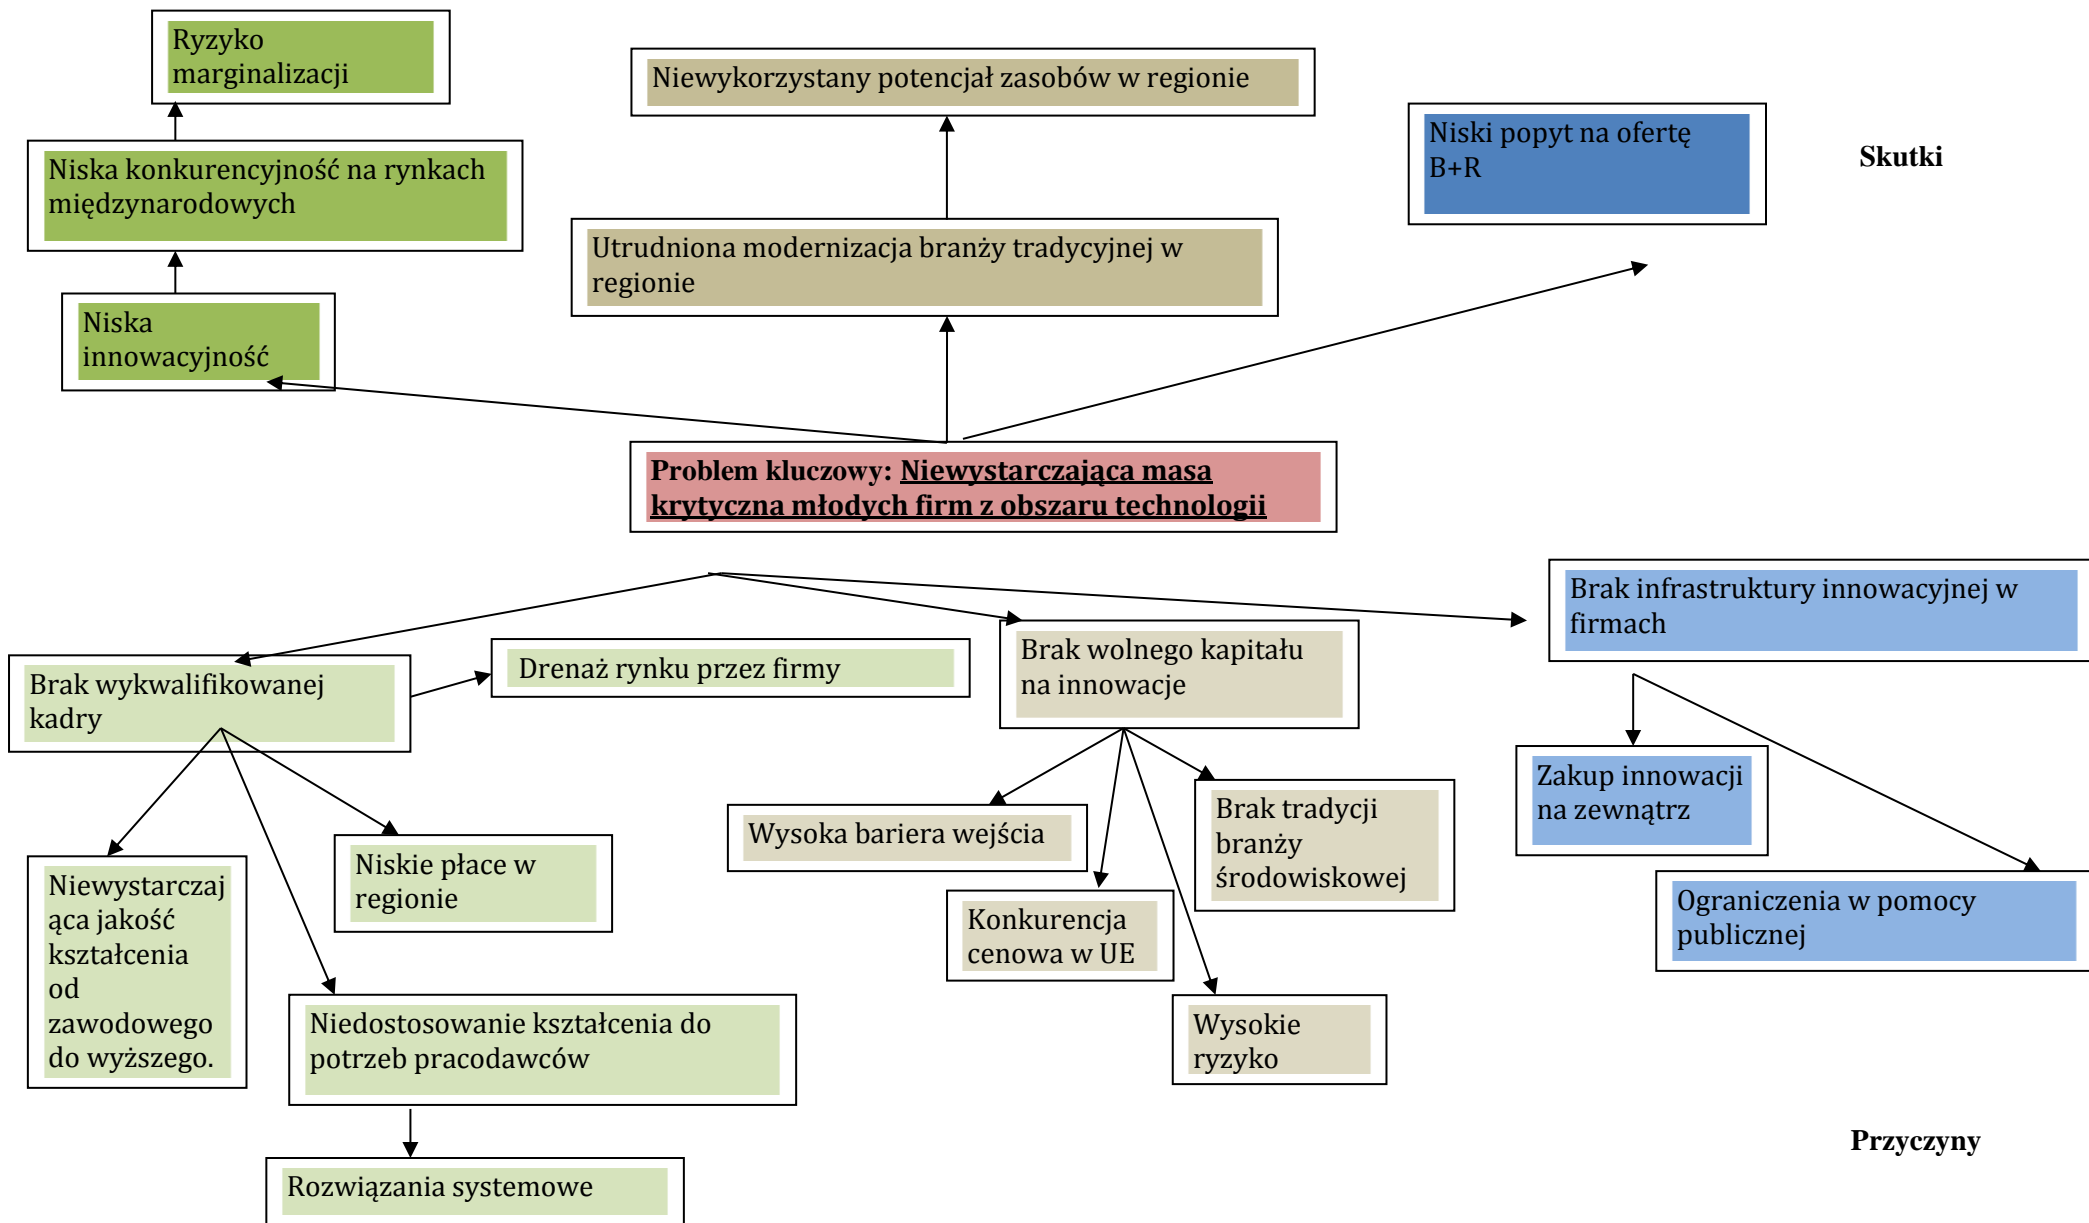 Ryzyko
marginalizacji
Niewykorzystany potencjał zasobów w regionie
Niski popyt na ofertę
B+R
Skutki
Niska konkurencyjność na rynkach
międzynarodowych
Utrudniona modernizacja branży tradycyjnej w
regionie
Niska
innowacyjność
Problem kluczowy: Niewystarczająca masa
krytyczna młodych firm z obszaru technologii
Brak infrastruktury innowacyjnej w
firmach
Brak wykwalifikowanej
kadry
Drenaż rynku przez firmy
Brak wolnego kapitału
na innowacje
Zakup innowacji
na zewnątrz
Wysoka bariera wejścia
Brak tradycji
branży
środowiskowej
Niskie płace w
regionie
Niewystarczaj
ąca jakość
kształcenia
od
zawodowego
do wyższego.
Konkurencja
cenowa w UE
Ograniczenia w pomocy
publicznej
Niedostosowanie kształcenia do
potrzeb pracodawców
Wysokie
ryzyko
Przyczyny
Rozwiązania systemowe